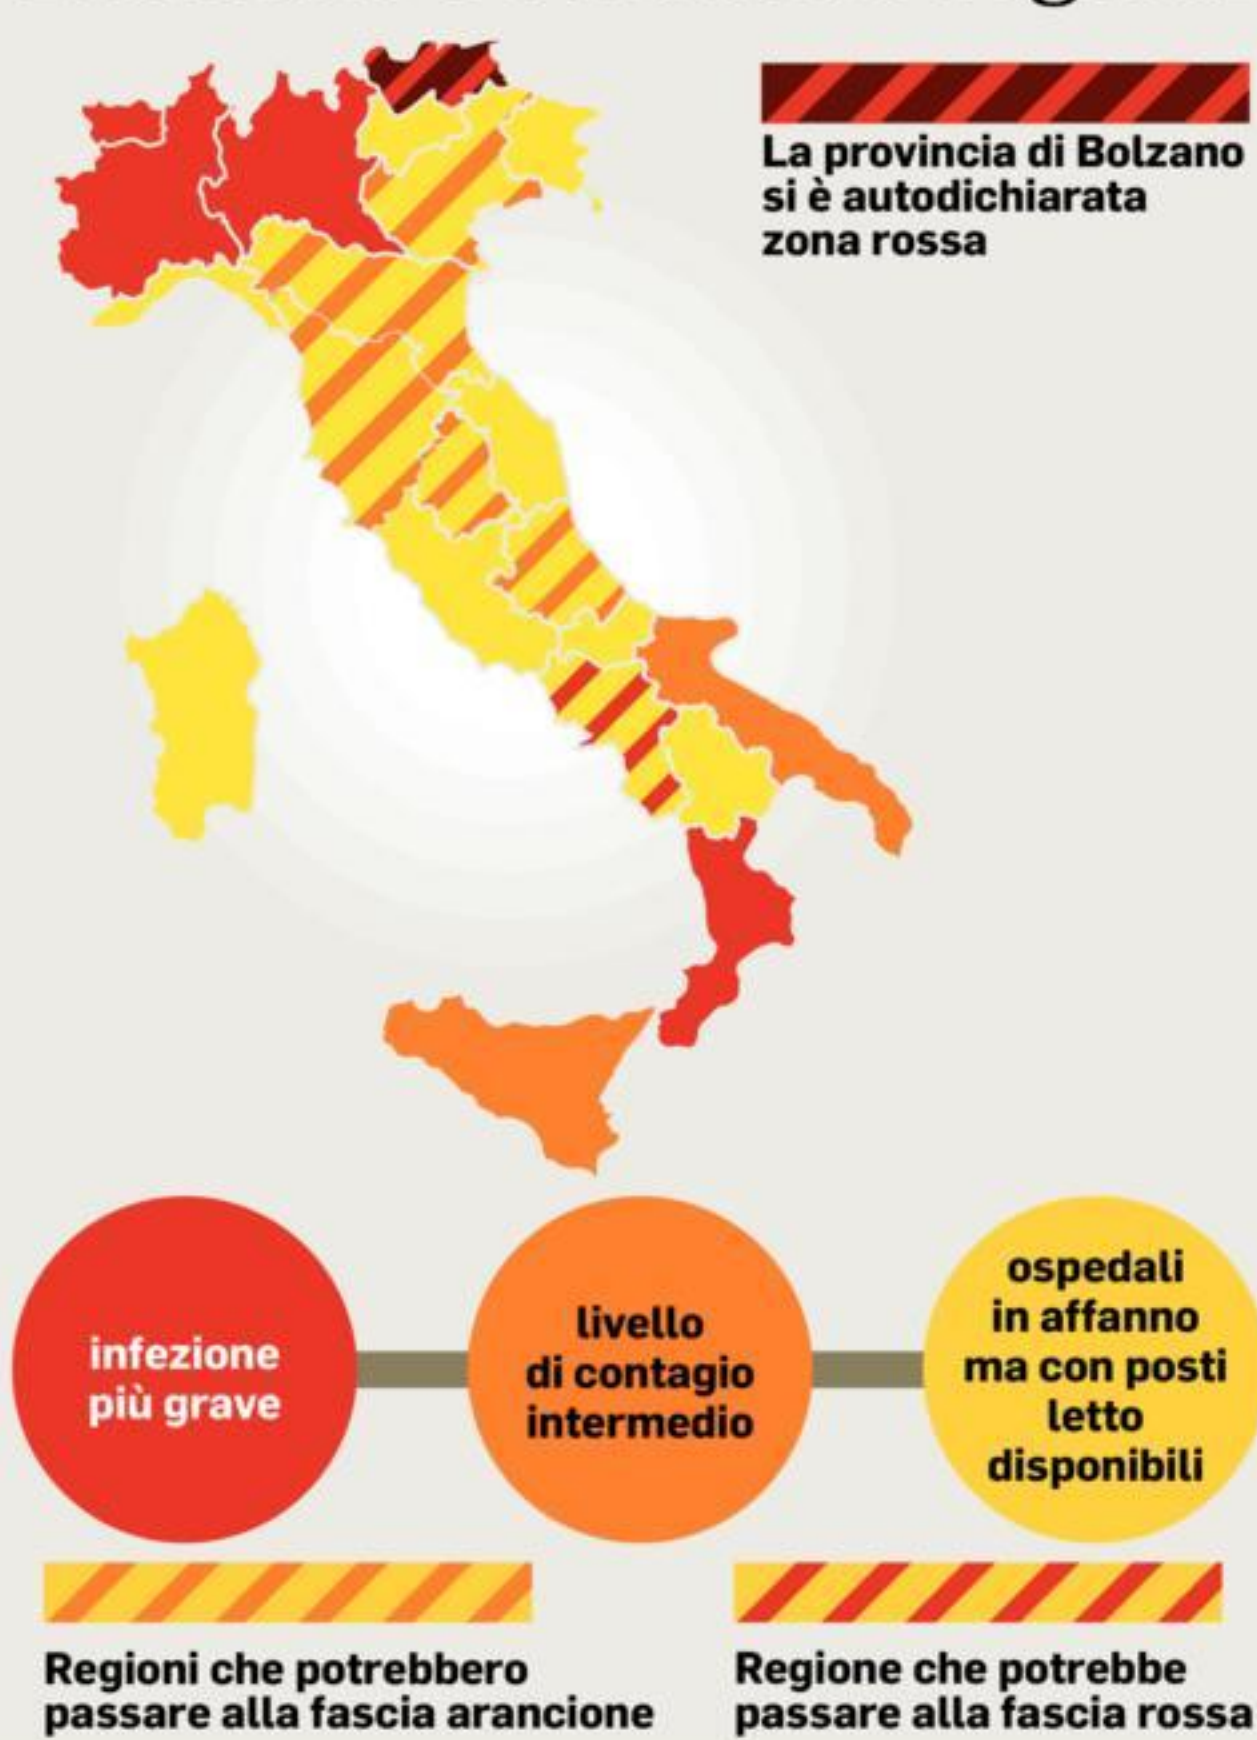 La provincia di Bolzano
si è autodichiarata
zona rossa
infezione
più grave
livello
di contagio
intermedio
ospedali
in affanno
ma con posti
letto
disponibili
Regioni che potrebbero
passare alla fascia arancione
Regione che potrebbe
passare alla fascia rossa